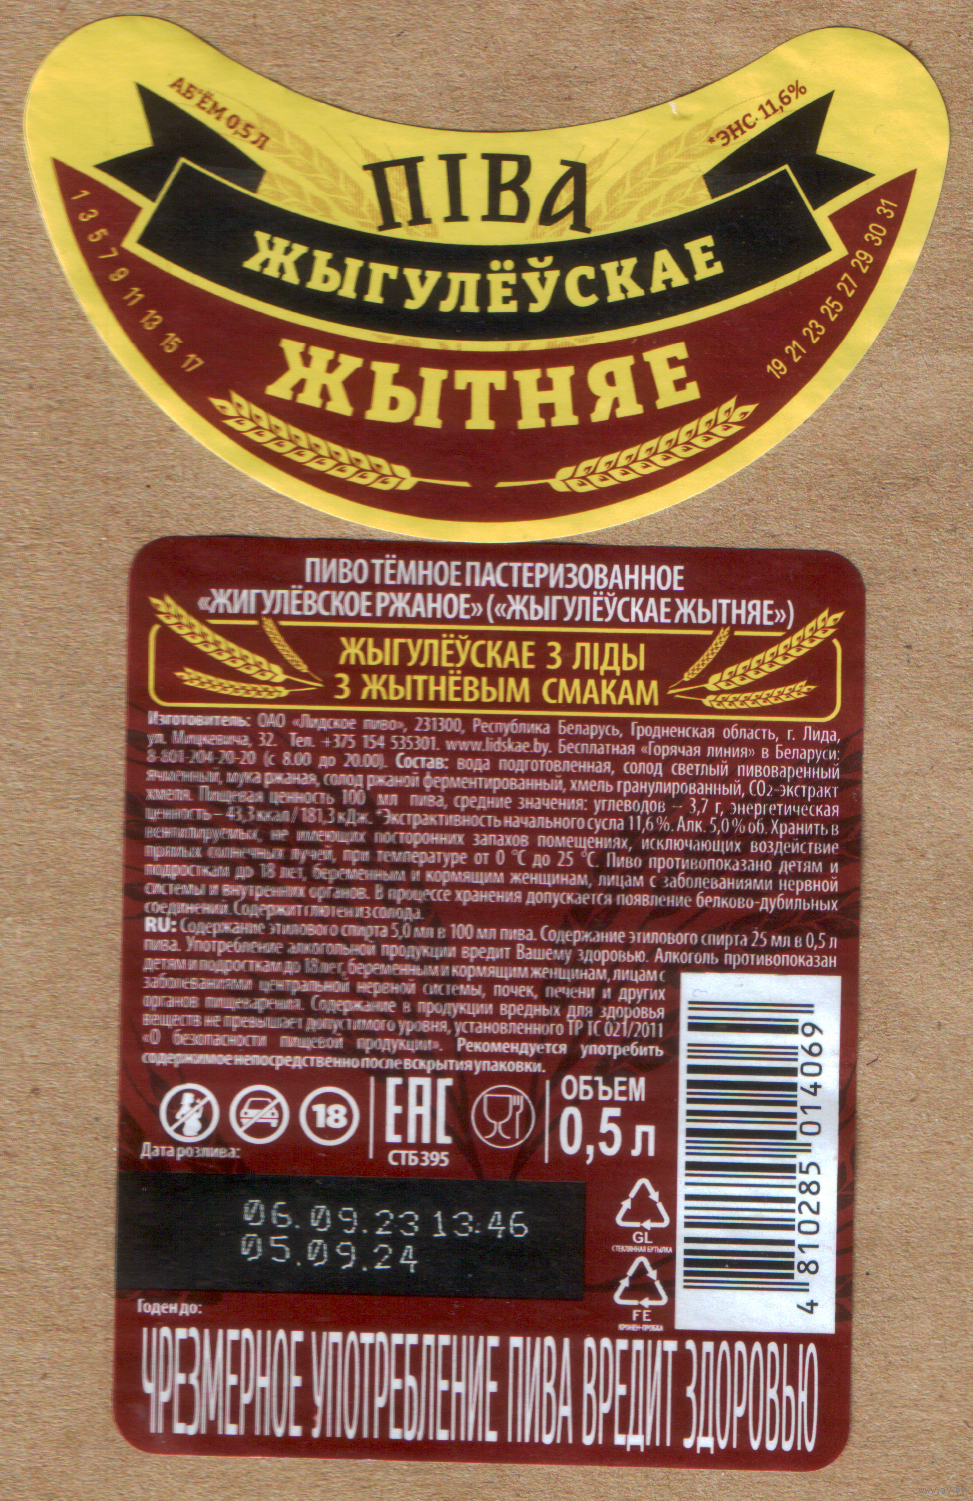 АБ'ЁМ 0,5 Л
*ЭНС 11,6%
ПІВА
ЖЫГУЛЁЎСКАЕ
ЖЫТНЯЕ
1 3 5 7 9 11 13 15 17
19 21 23 25 27 29 30 31
ПИВО ТЁМНОЕ ПАСТЕРИЗОВАННОЕ
«ЖИГУЛЁВСКОЕ РЖАНОЕ» («ЖЫГУЛЁЎСКАЕ ЖЫТНЯЕ»)
ЖЫГУЛЁЎСКАЕ З ЛІДЫ
З ЖЫТНЁВЫМ СМАКАМ
Изготовитель: ОАО «Лидское пиво», 231300, Республика Беларусь, Гродненская область, г. Лида,
ул. Мицкевича, 32. Тел. +375 154 535301. www.lidskae.by. Бесплатная «Горячая линия» в Беларуси:
8-801-204-20-20 (с 8.00 до 20.00). Состав: вода подготовленная, солод светлый пивоваренный
ячменный, мука ржаная, солод ржаной ферментированный, хмель гранулированный, СО2-экстракт
хмеля. Пищевая ценность 100 мл пива, средние значения: углеводов – 3,7 г, энергетическая
ценность – 43,3 ккал / 181,3 кДж. *Экстрактивность начального сусла 11,6 %. Алк. 5,0 % об. Хранить в
вентилируемых, не имеющих посторонних запахов помещениях, исключающих воздействие
прямых солнечных лучей, при температуре от 0 °С до 25 °С. Пиво противопоказано детям и
подросткам до 18 лет, беременным и кормящим женщинам, лицам с заболеваниями нервной
системы и внутренних органов. В процессе хранения допускается появление белково-дубильных
соединений. Содержит глютен из солода.
RU: Содержание этилового спирта 5,0 мл в 100 мл пива. Содержание этилового спирта 25 мл в 0,5 л
пива. Употребление алкогольной продукции вредит Вашему здоровью. Алкоголь противопоказан
детям и подросткам до 18 лет, беременным и кормящим женщинам, лицам с
заболеваниями центральной нервной системы, почек, печени и других
органов пищеварения. Содержание в продукции вредных для здоровья
веществ не превышает допустимого уровня, установленного ТР ТС 021/2011
«О безопасности пищевой продукции». Рекомендуется употребить
содержимое непосредственно после вскрытия упаковки.
18
ЕАС
СТБ 395
ОБЪЕМ
0,5 л
Дата розлива:
06.09.23 13:46
05.09.24
Годен до:
GL
СТЕКЛЯННАЯ БУТЫЛКА
FE
КРОНЕН-ПРОБКА
4 810285 014069
ЧРЕЗМЕРНОЕ УПОТРЕБЛЕНИЕ ПИВА ВРЕДИТ ЗДОРОВЬЮ